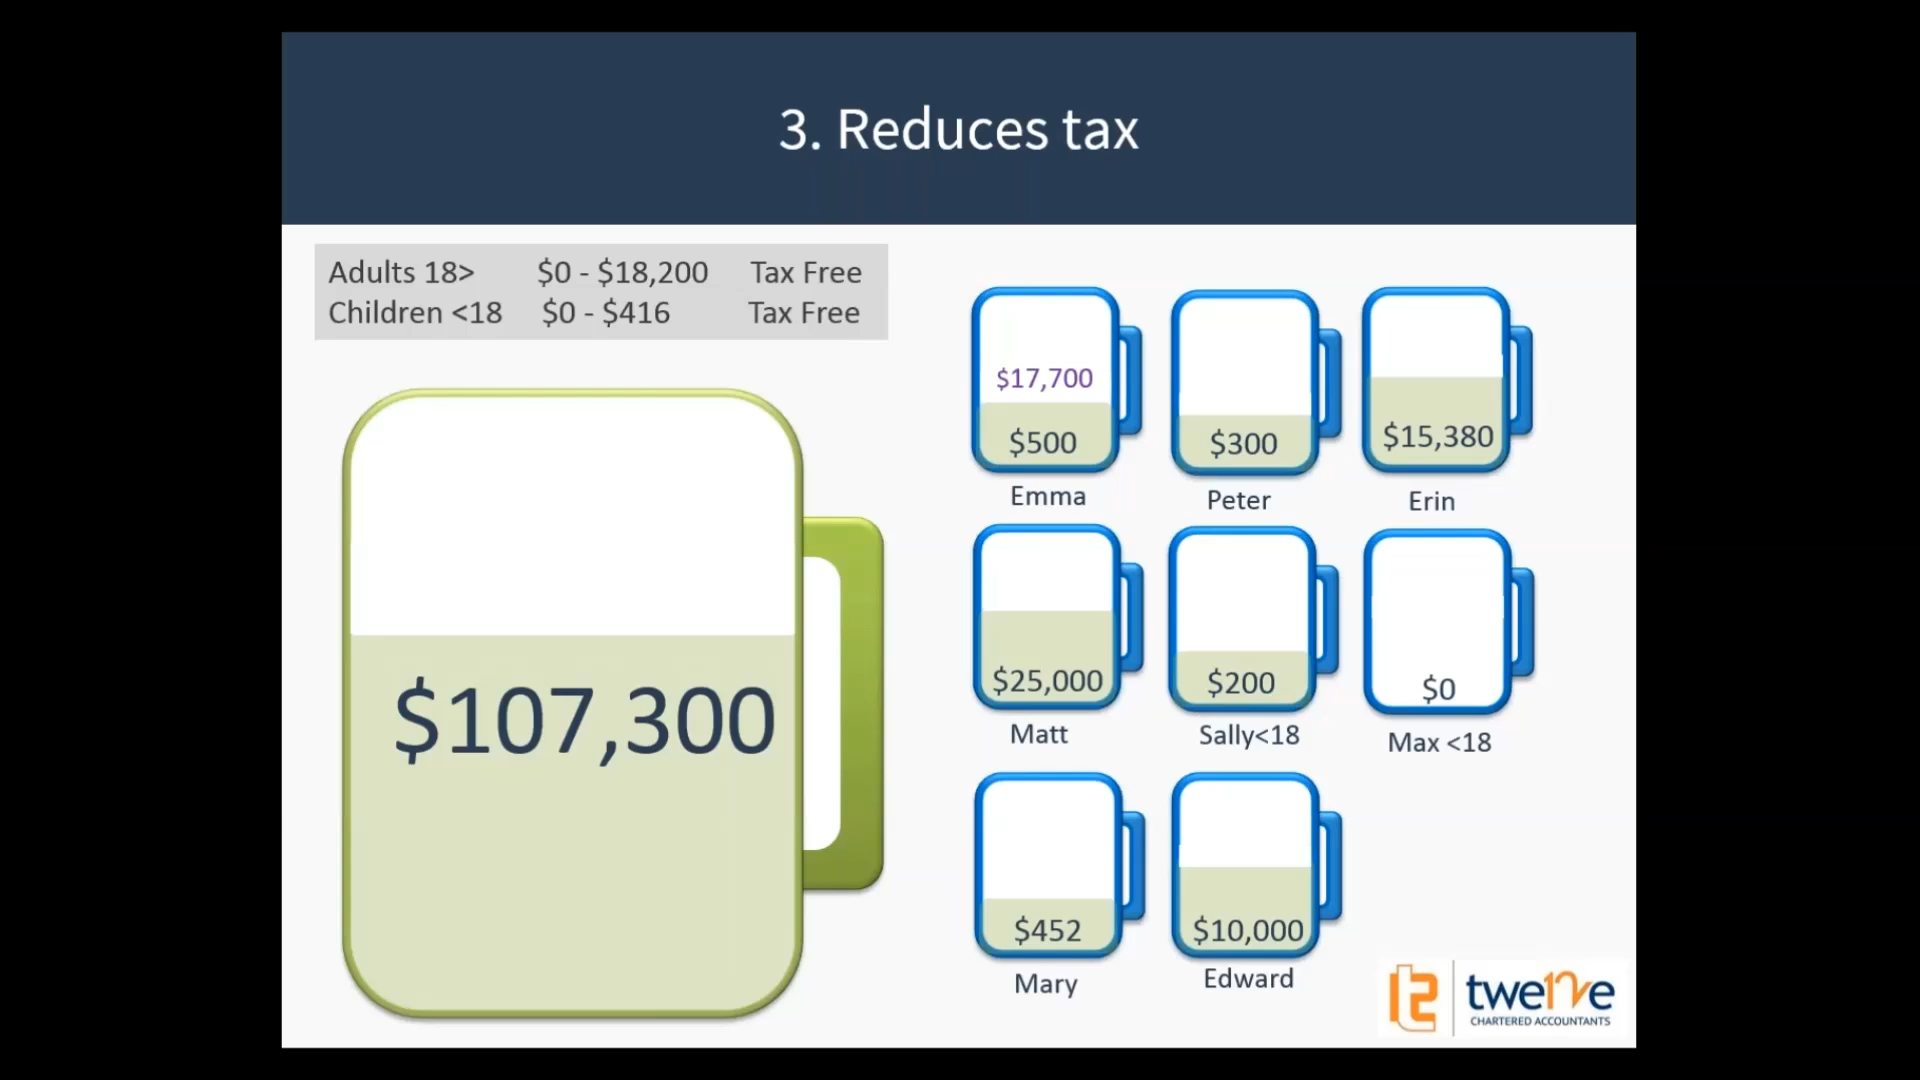 3. Reduces tax
Adults 18> $0 - $18,200 Tax Free
Children <18 $0 - $416 Tax Free
$107,300
$17,700
$500
Emma
$300
Peter
$15,380
Erin
$25,000
Matt
$200
Sally<18
$0
Max <18
$452
Mary
$10,000
Edward
twe12ve
CHARTERED ACCOUNTANTS